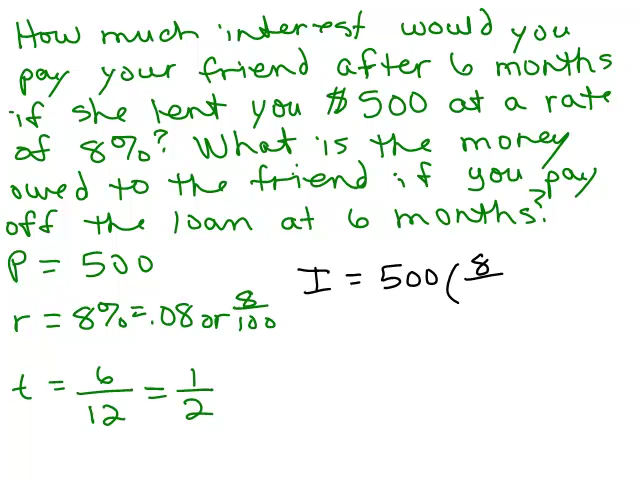 How much interest would you
pay your friend after 6 months
if she lent you $500 at a rate
of 8%? What is the money
owed to the friend if you pay
off the loan at 6 months?
P = 500
I = 500 ( 8/
r = 8% = .08 or 8/100
t = 6/12 = 1/2